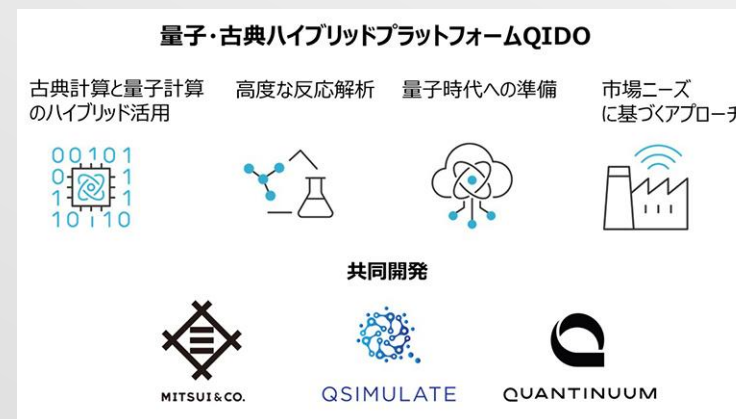 量子・古典ハイブリッドプラットフォームQIDO
古典計算と量子計算
のハイブリッド活用
高度な反応解析
量子時代への準備
市場ニーズ
に基づくアプローチ
00101
0 1
1 1
10110
共同開発
MITSUI & CO.
QSIMULATE
QUANTINUUM